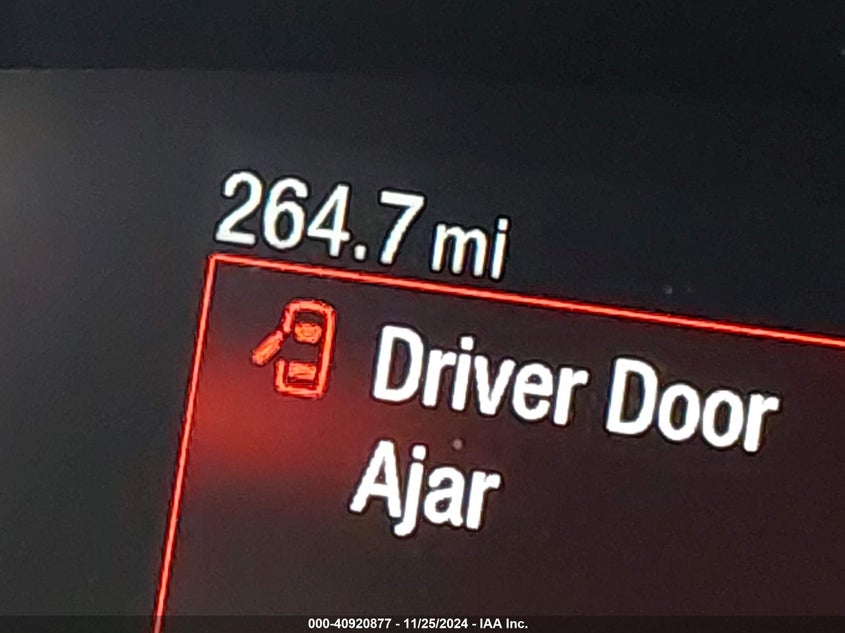 264.7 mi
Driver Door
Ajar
000-40920877 - 11/25/2024 - IAA Inc.